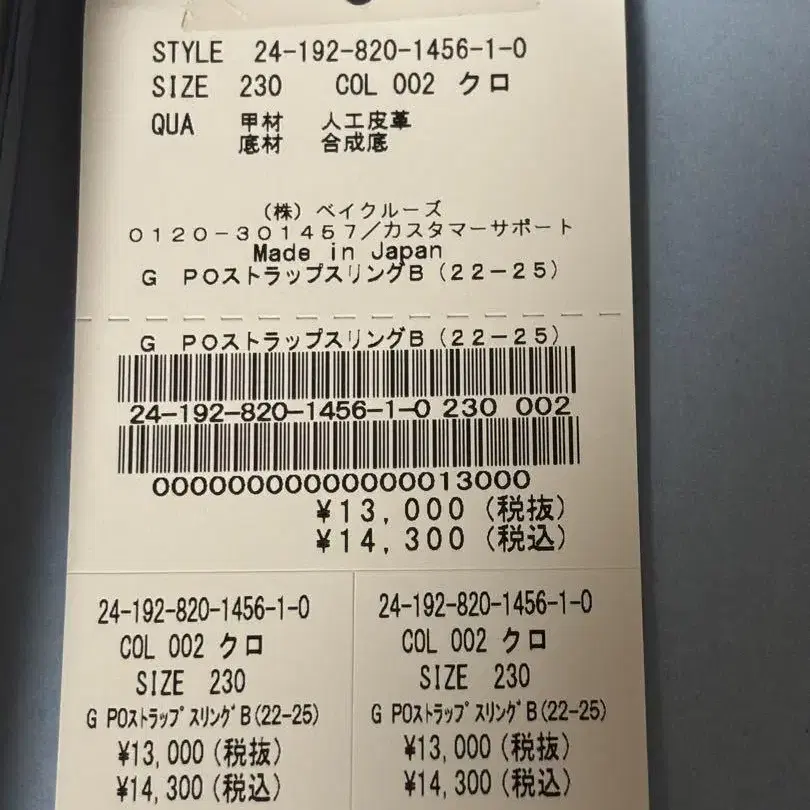 STYLE 24-192-820-1456-1-0
SIZE 230 COL 002 クロ
QUA 甲材 人工皮革
底材 合成底
(株) ベイクルーズ
0120-301457/カスタマーサポート
Made in Japan
G POストラップスリングB(22-25)
G POストラップスリングB(22-25)
24-192-820-1456-1-0 230 002
00000000000000013000
¥13,000(税抜)
¥14,300(税込)
24-192-820-1456-1-0
COL 002 クロ
SIZE 230
G POストラップスリングB(22-25)
¥13,000(税抜)
¥14,300(税込)
24-192-820-1456-1-0
COL 002 クロ
SIZE 230
G POストラップスリングB(22-25)
¥13,000(税抜)
¥14,300(税込)